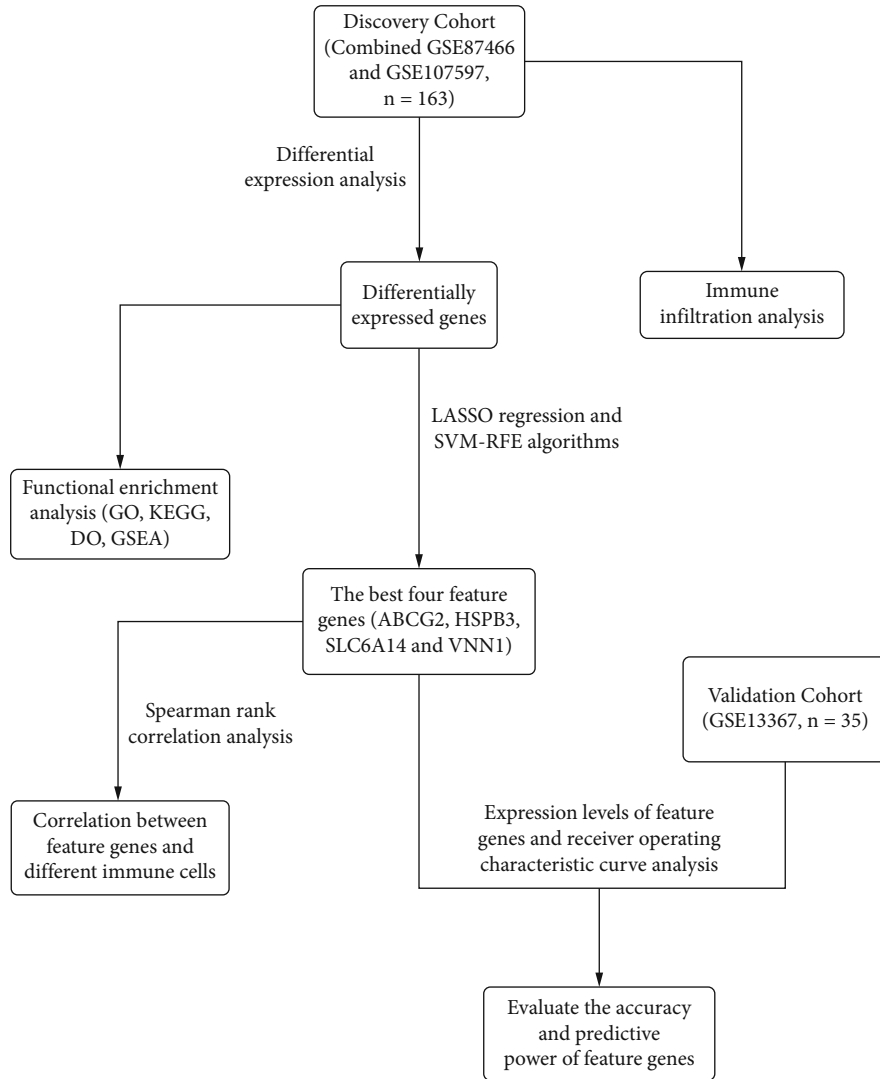 Discovery Cohort
(Combined GSE87466
and GSE107597,
n = 163)
Differential
expression analysis
Differentially
expressed genes
Immune
infiltration analysis
LASSO regression and
SVM-RFE algorithms
Functional enrichment
analysis (GO, KEGG,
DO, GSEA)
The best four feature
genes (ABCG2, HSPB3,
SLC6A14 and VNN1)
Validation Cohort
(GSE13367, n = 35)
Spearman rank
correlation analysis
Correlation between
feature genes and
different immune cells
Expression levels of feature
genes and receiver operating
characteristic curve analysis
Evaluate the accuracy
and predictive
power of feature genes